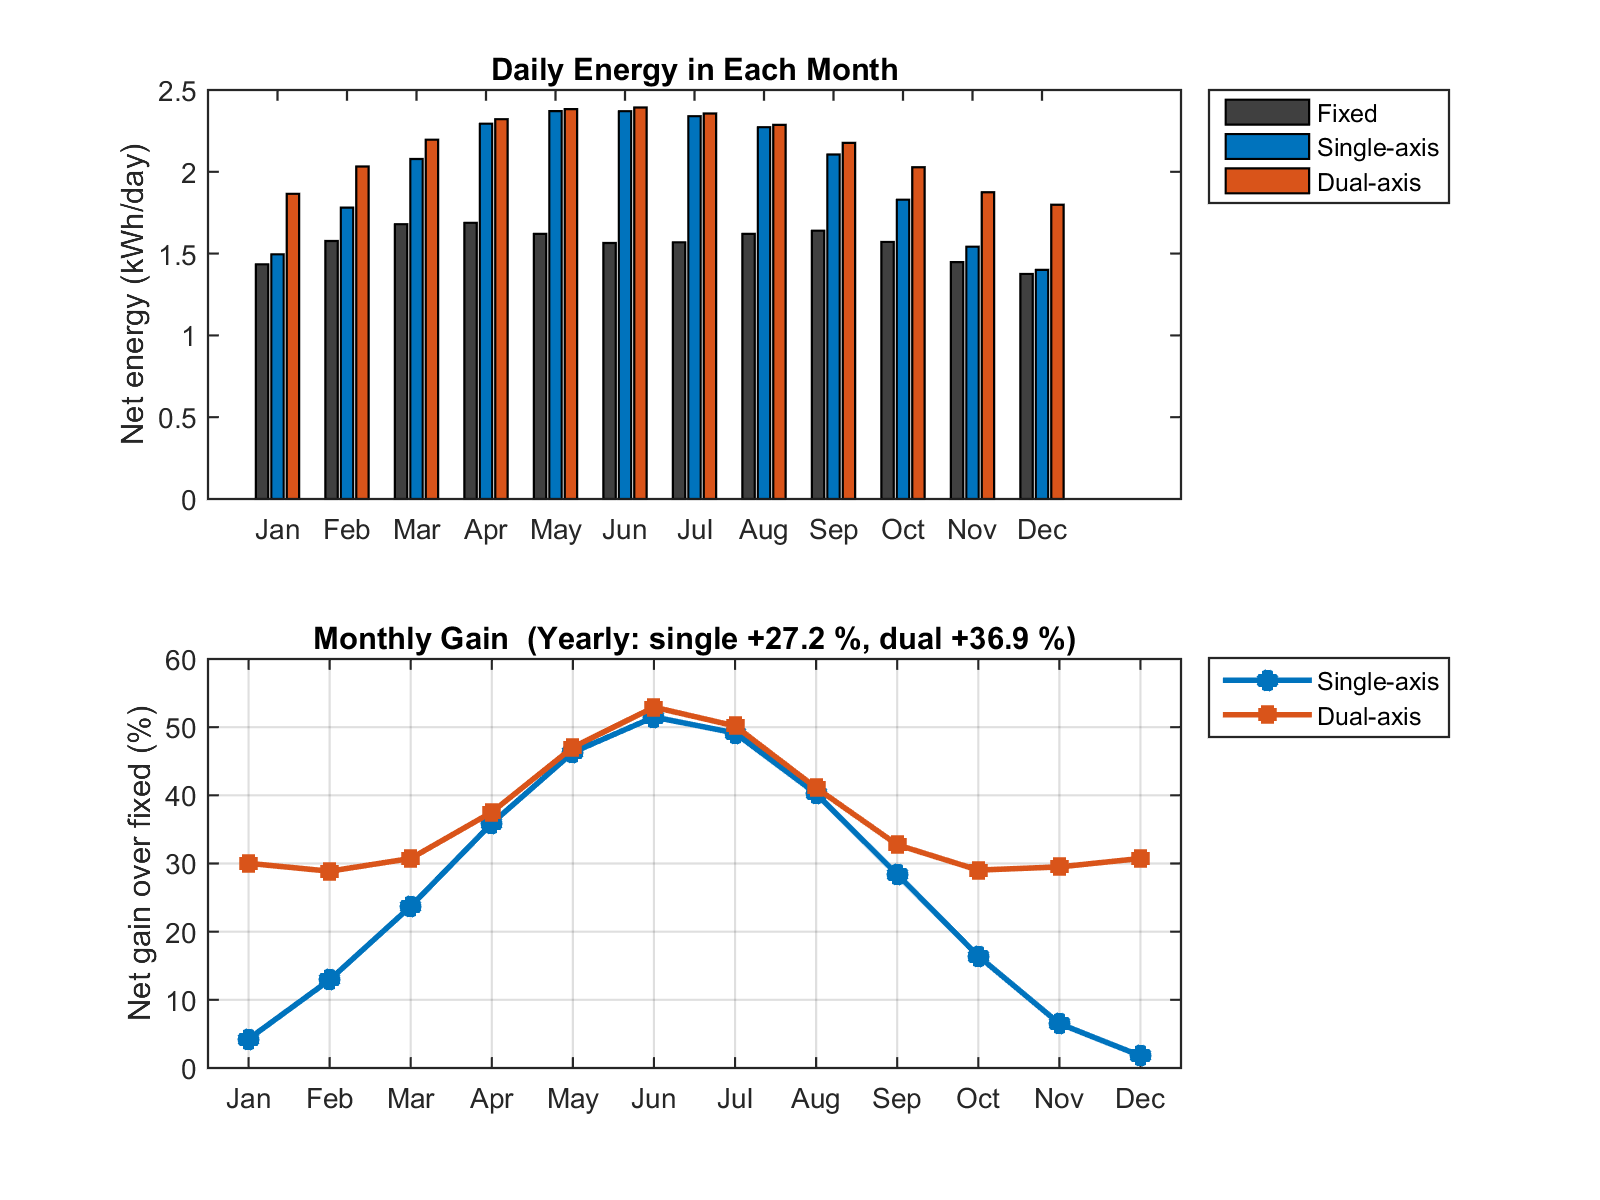 Daily Energy in Each Month
Net energy (kWh/day)
2.5
2
1.5
1
0.5
0
Jan Feb Mar Apr May Jun Jul Aug Sep Oct Nov Dec
Fixed
Single-axis
Dual-axis
Monthly Gain  (Yearly: single +27.2 %, dual +36.9 %)
Net gain over fixed (%)
60
50
40
30
20
10
0
Jan Feb Mar Apr May Jun Jul Aug Sep Oct Nov Dec
Single-axis
Dual-axis